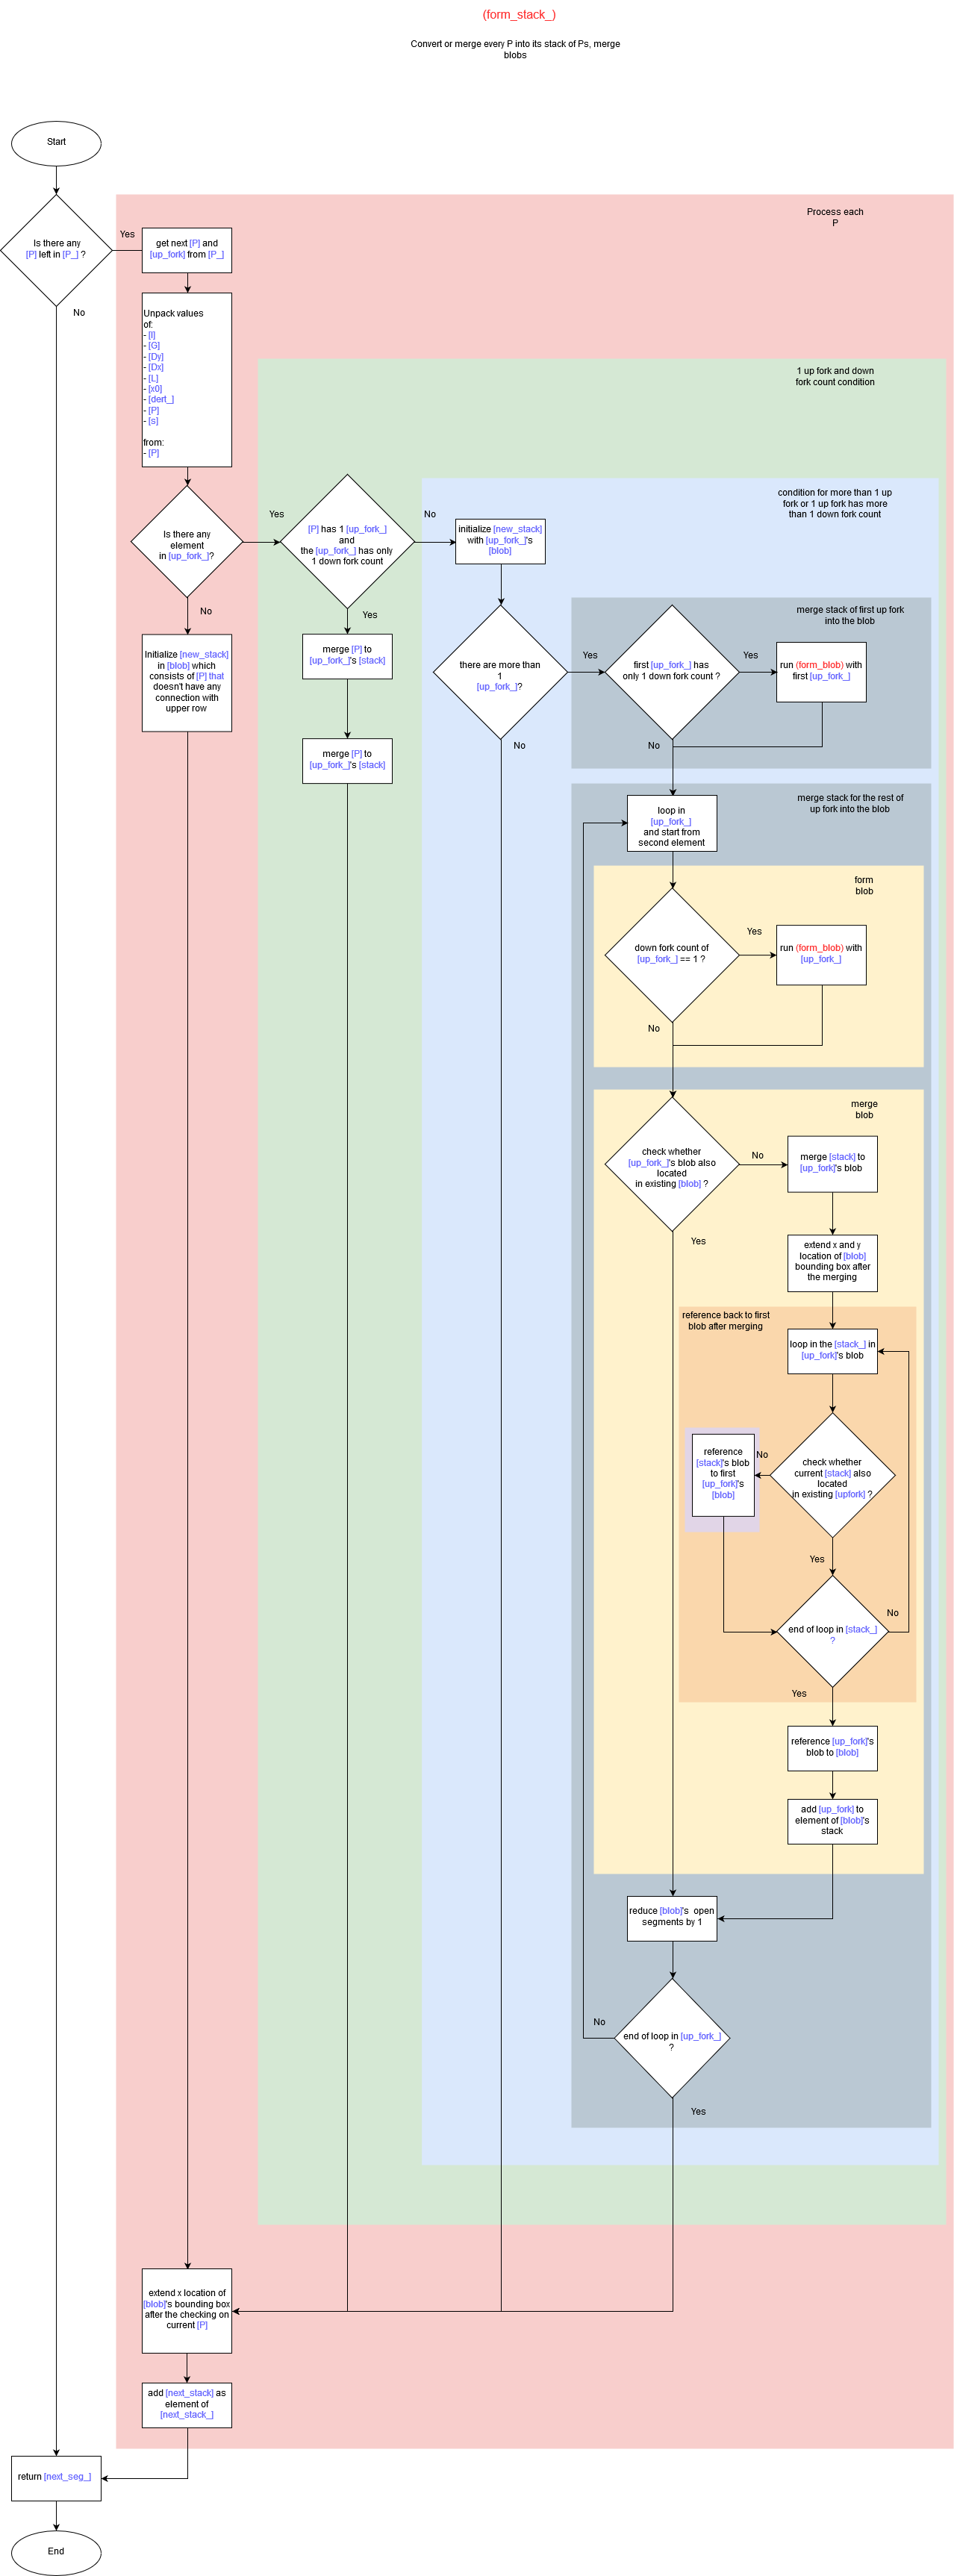 (form_stack_)
Convert or merge every P into its stack of Ps, merge
blobs
Start
Is there any
[P] left in [P_] ?
Yes
No
Process each
P
get next [P] and
[up_fork] from [P_]
Unpack values
of:
- [I]
- [G]
- [Dy]
- [Dx]
- [L]
- [x0]
- [dert_]
- [P]
- [s]
from:
- [P]
1 up fork and down
fork count condition
Is there any
element
in [up_fork_]?
Yes
No
[P] has 1 [up_fork_]
and
the [up_fork_] has only
1 down fork count
No
Yes
condition for more than 1 up
fork or 1 up fork has more
than 1 down fork count
initialize [new_stack]
with [up_fork_]'s
[blob]
Initialize [new_stack]
in [blob] which
consists of [P] that
doesn't have any
connection with
upper row
merge [P] to
[up_fork_]'s [stack]
merge [P] to
[up_fork_]'s [stack]
there are more than
1
[up_fork_]?
Yes
No
merge stack of first up fork
into the blob
first [up_fork_] has
only 1 down fork count ?
Yes
No
run (form_blob) with
first [up_fork_]
merge stack for the rest of
up fork into the blob
loop in
[up_fork_]
and start from
second element
form
blob
down fork count of
[up_fork_] == 1 ?
Yes
No
run (form_blob) with
[up_fork_]
merge
blob
check whether
[up_fork_]'s blob also
located
in existing [blob] ?
No
Yes
merge [stack] to
[up_fork]'s blob
extend x and y
location of [blob]
bounding box after
the merging
reference back to first
blob after merging
loop in the [stack_] in
[up_fork]'s blob
check whether
current [stack] also
located
in existing [upfork] ?
No
Yes
reference
[stack]'s blob
to first
[up_fork]'s
[blob]
end of loop in [stack_]
?
No
Yes
reference [up_fork]'s
blob to [blob]
add [up_fork] to
element of [blob]'s
stack
reduce [blob]'s open
segments by 1
end of loop in [up_fork_]
?
No
Yes
extend x location of
[blob]'s bounding box
after the checking on
current [P]
add [next_stack] as
element of
[next_stack_]
return [next_seg_]
End